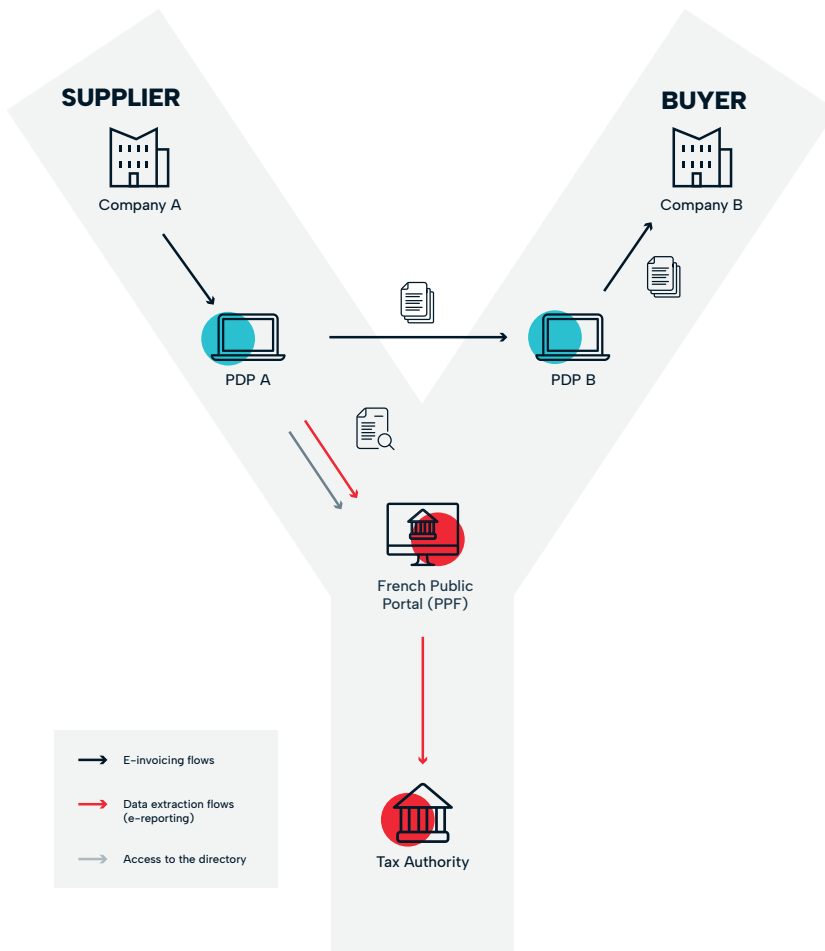 SUPPLIER
BUYER
Company A
Company B
PDP A
PDP B
French Public
Portal (PPF)
Tax Authority
E-invoicing flows
Data extraction flows
(e-reporting)
Access to the directory